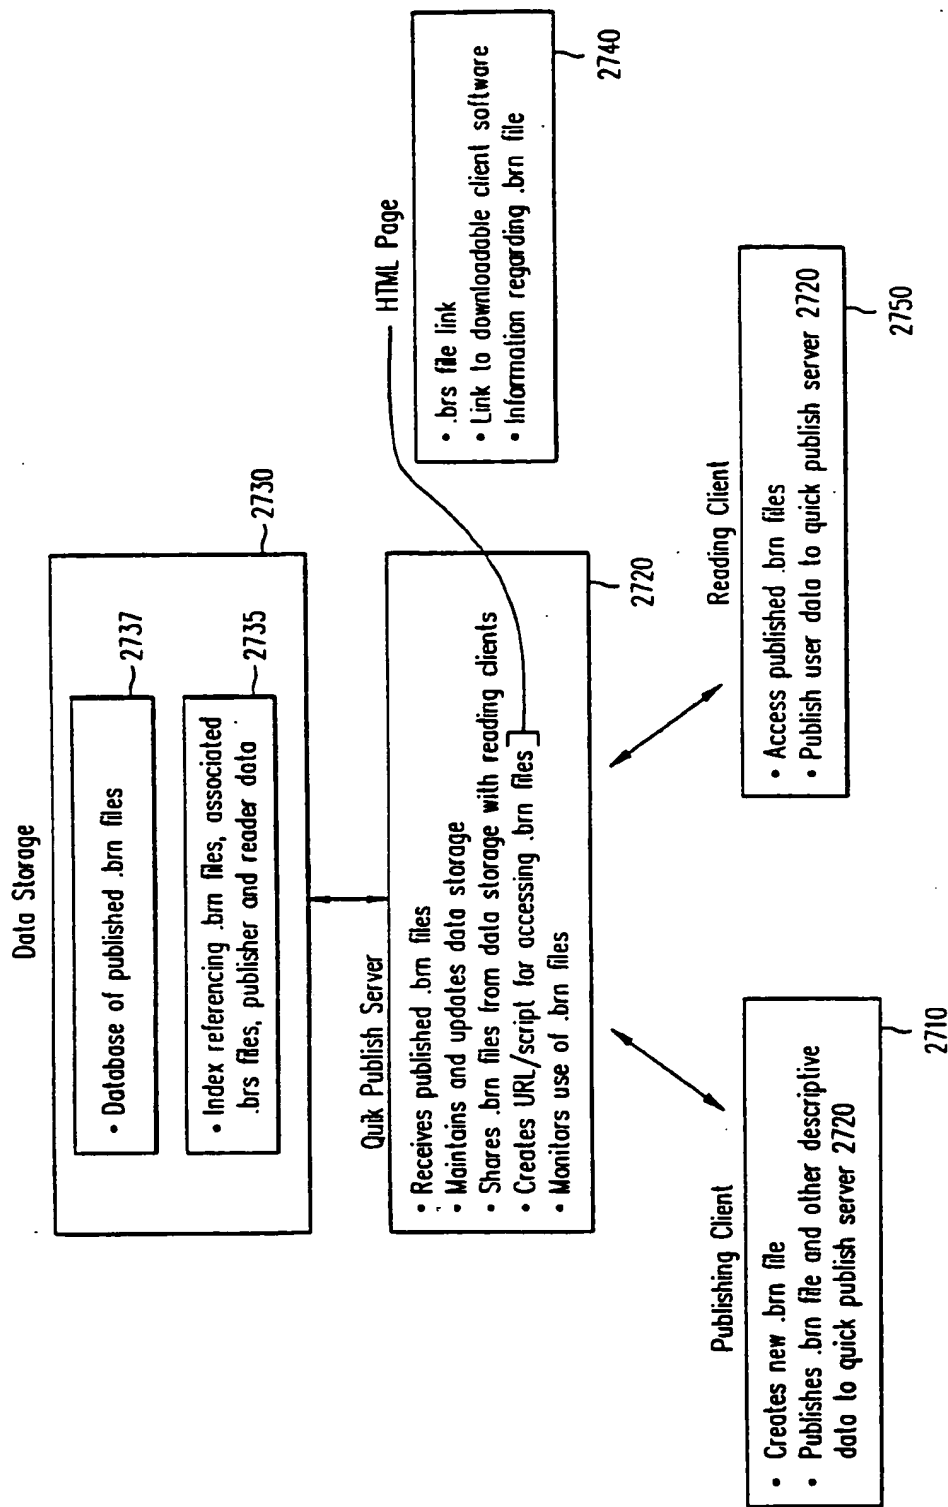 Data Storage
• Database of published .brn files
2737
• Index referencing .brn files, associated
.brs files, publisher and reader data
2735
2730
Quik Publish Server
• Receives published .brn files
• Maintains and updates data storage
• Shares .brn files from data storage with reading clients
• Creates URL/script for accessing .brn files
• Monitors use of .brn files
2720
HTML Page
• .brs file link
• Link to downloadable client software
• Information regarding .brn file
2740
Publishing Client
• Creates new .brn file
• Publishes .brn file and other descriptive
data to quick publish server 2720
2710
Reading Client
• Access published .brn files
• Publish user data to quick publish server 2720
2750